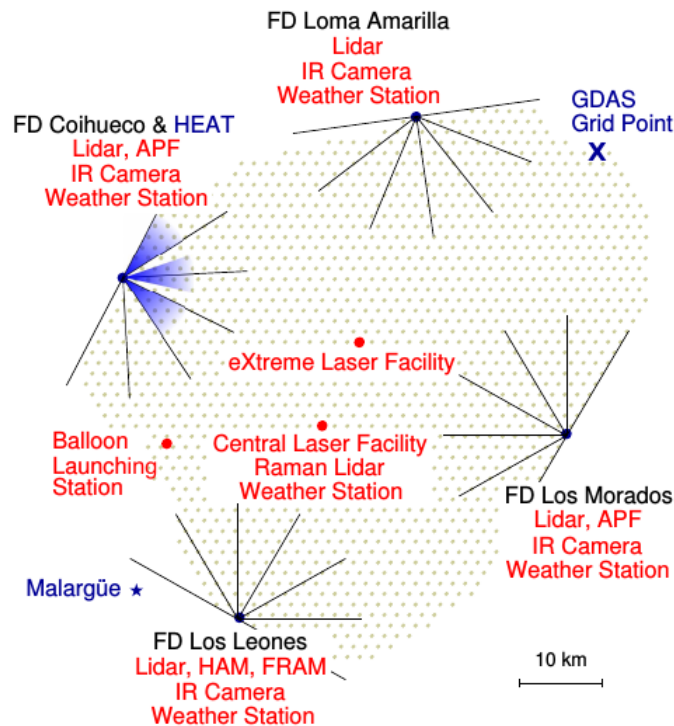 FD Loma Amarilla
Lidar
IR Camera
Weather Station
GDAS
Grid Point
X
FD Coihueco & HEAT
Lidar, APF
IR Camera
Weather Station
eXtreme Laser Facility
Balloon
Launching
Station
Central Laser Facility
Raman Lidar
Weather Station
FD Los Morados
Lidar, APF
IR Camera
Weather Station
Malargüe
FD Los Leones
Lidar, HAM, FRAM
IR Camera
Weather Station
10 km